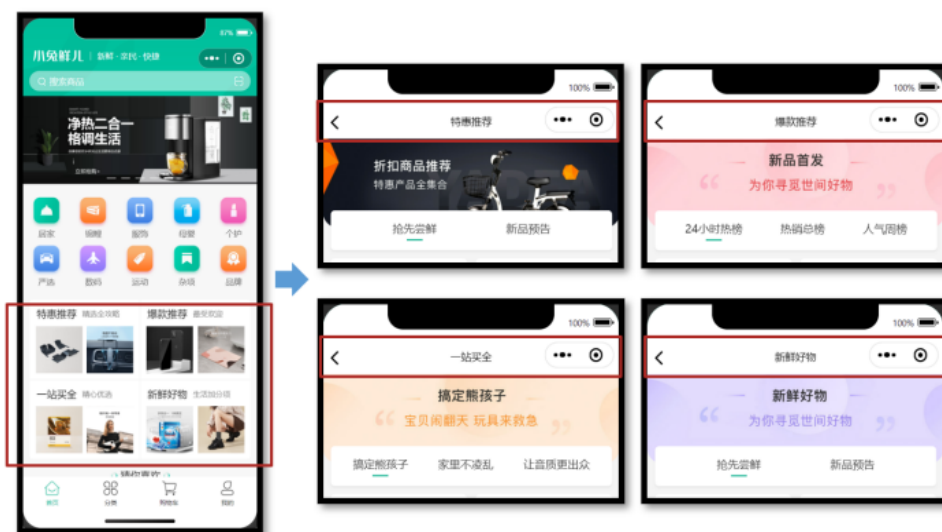 87%
小兔鲜儿 | 新鲜·亲民·快捷
搜索商品
净热二合一
格调生活
居家 锦鲤 服饰 母婴 个护
严选 数码 运动 杂项 品牌
特惠推荐 精选全攻略 爆款推荐 最受欢迎
一站买全 精心优选 新鲜好物 生活加分项
猜你喜欢
首页 分类 购物车 我的
100%
特惠推荐
折扣商品推荐
特惠产品全集合
抢先尝鲜 新品预告
100%
爆款推荐
新品首发
“ 为你寻觅世间好物 ”
24小时热榜 热销总榜 人气周榜
100%
一站买全
搞定熊孩子
“ 宝贝闹翻天 玩具来救急 ”
搞定熊孩子 家里不凌乱 让音质更出众
100%
新鲜好物
新鲜好物
“ 为你寻觅世间好物 ”
抢先尝鲜 新品预告